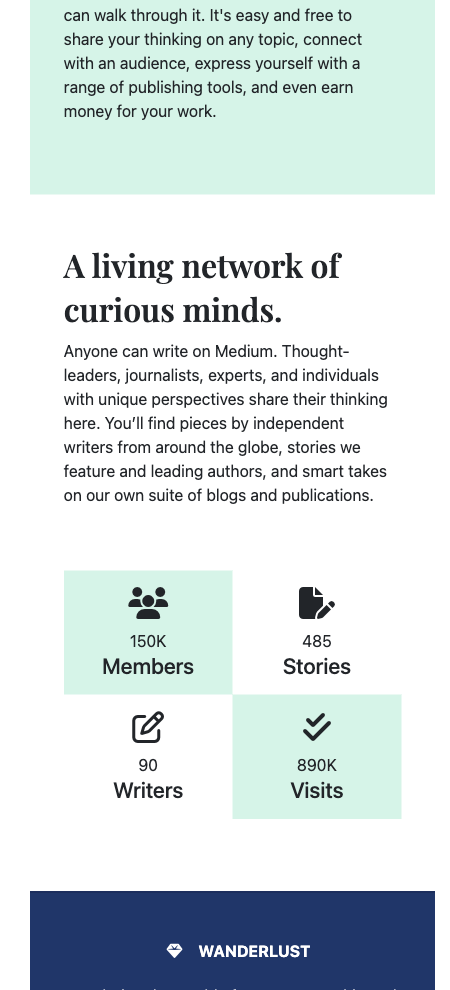 can walk through it. It's easy and free to
share your thinking on any topic, connect
with an audience, express yourself with a
range of publishing tools, and even earn
money for your work.
A living network of
curious minds.
Anyone can write on Medium. Thought-
leaders, journalists, experts, and individuals
with unique perspectives share their thinking
here. You’ll find pieces by independent
writers from around the globe, stories we
feature and leading authors, and smart takes
on our own suite of blogs and publications.
150K
Members
485
Stories
90
Writers
890K
Visits
WANDERLUST